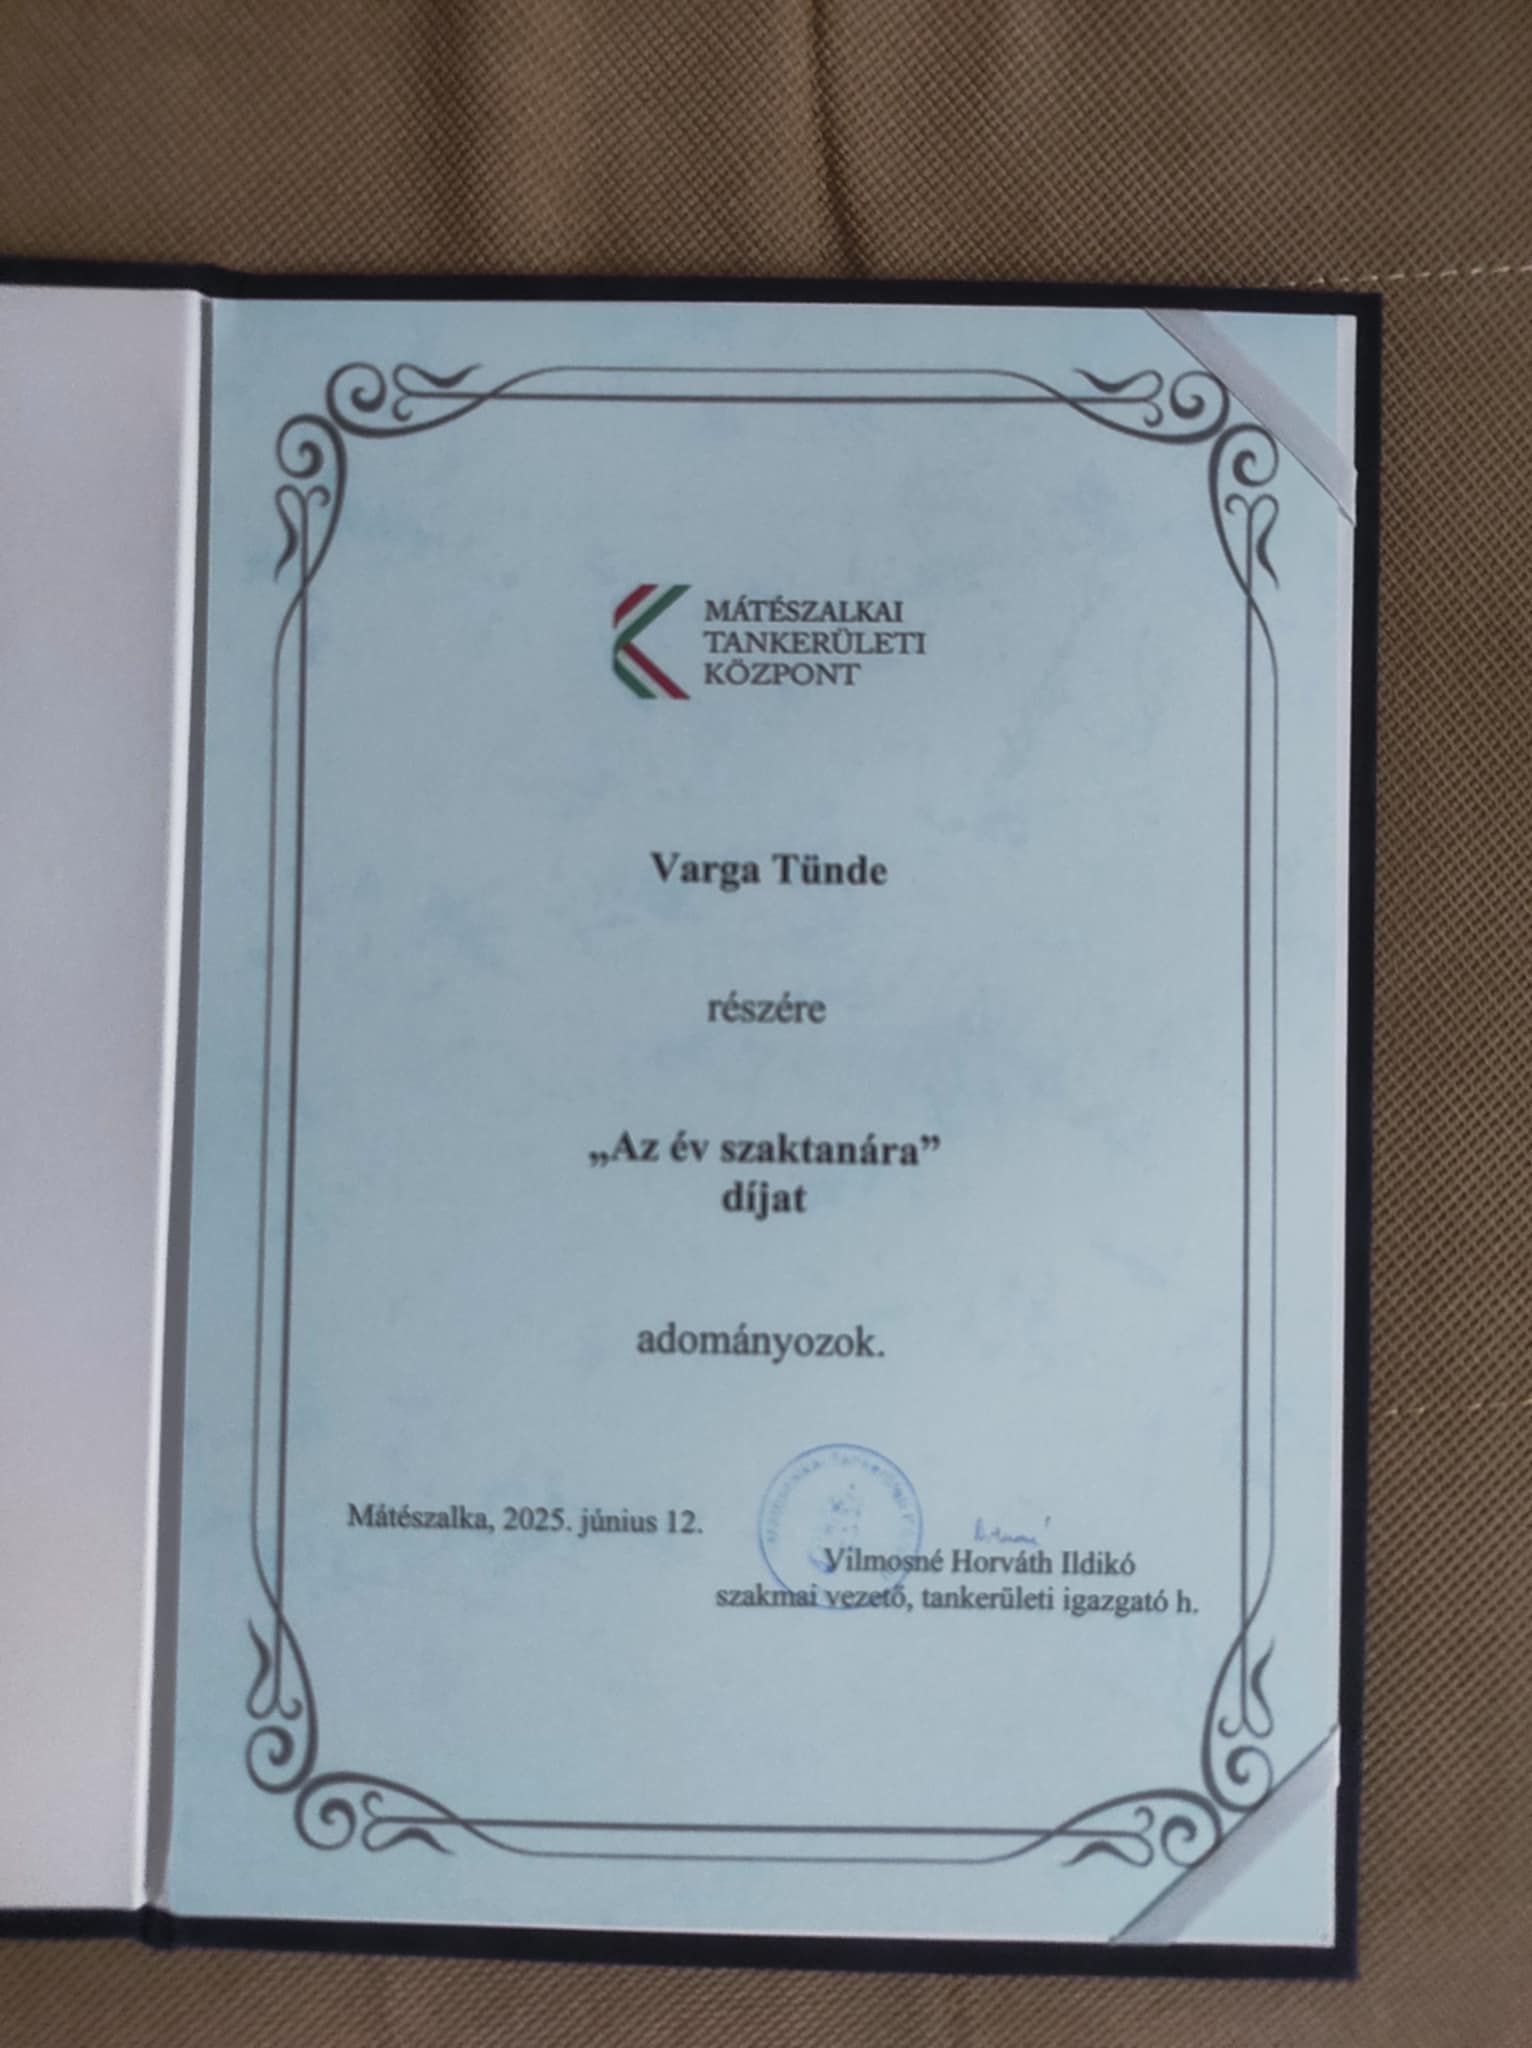 MÁTÉSZALKAI
TANKERÜLETI
KÖZPONT
Varga Tünde
részére
„Az év szaktanára”
díjat
adományozok.
Mátészalka, 2025. június 12.
Vilmosné Horváth Ildikó
szakmai vezető, tankerületi igazgató h.